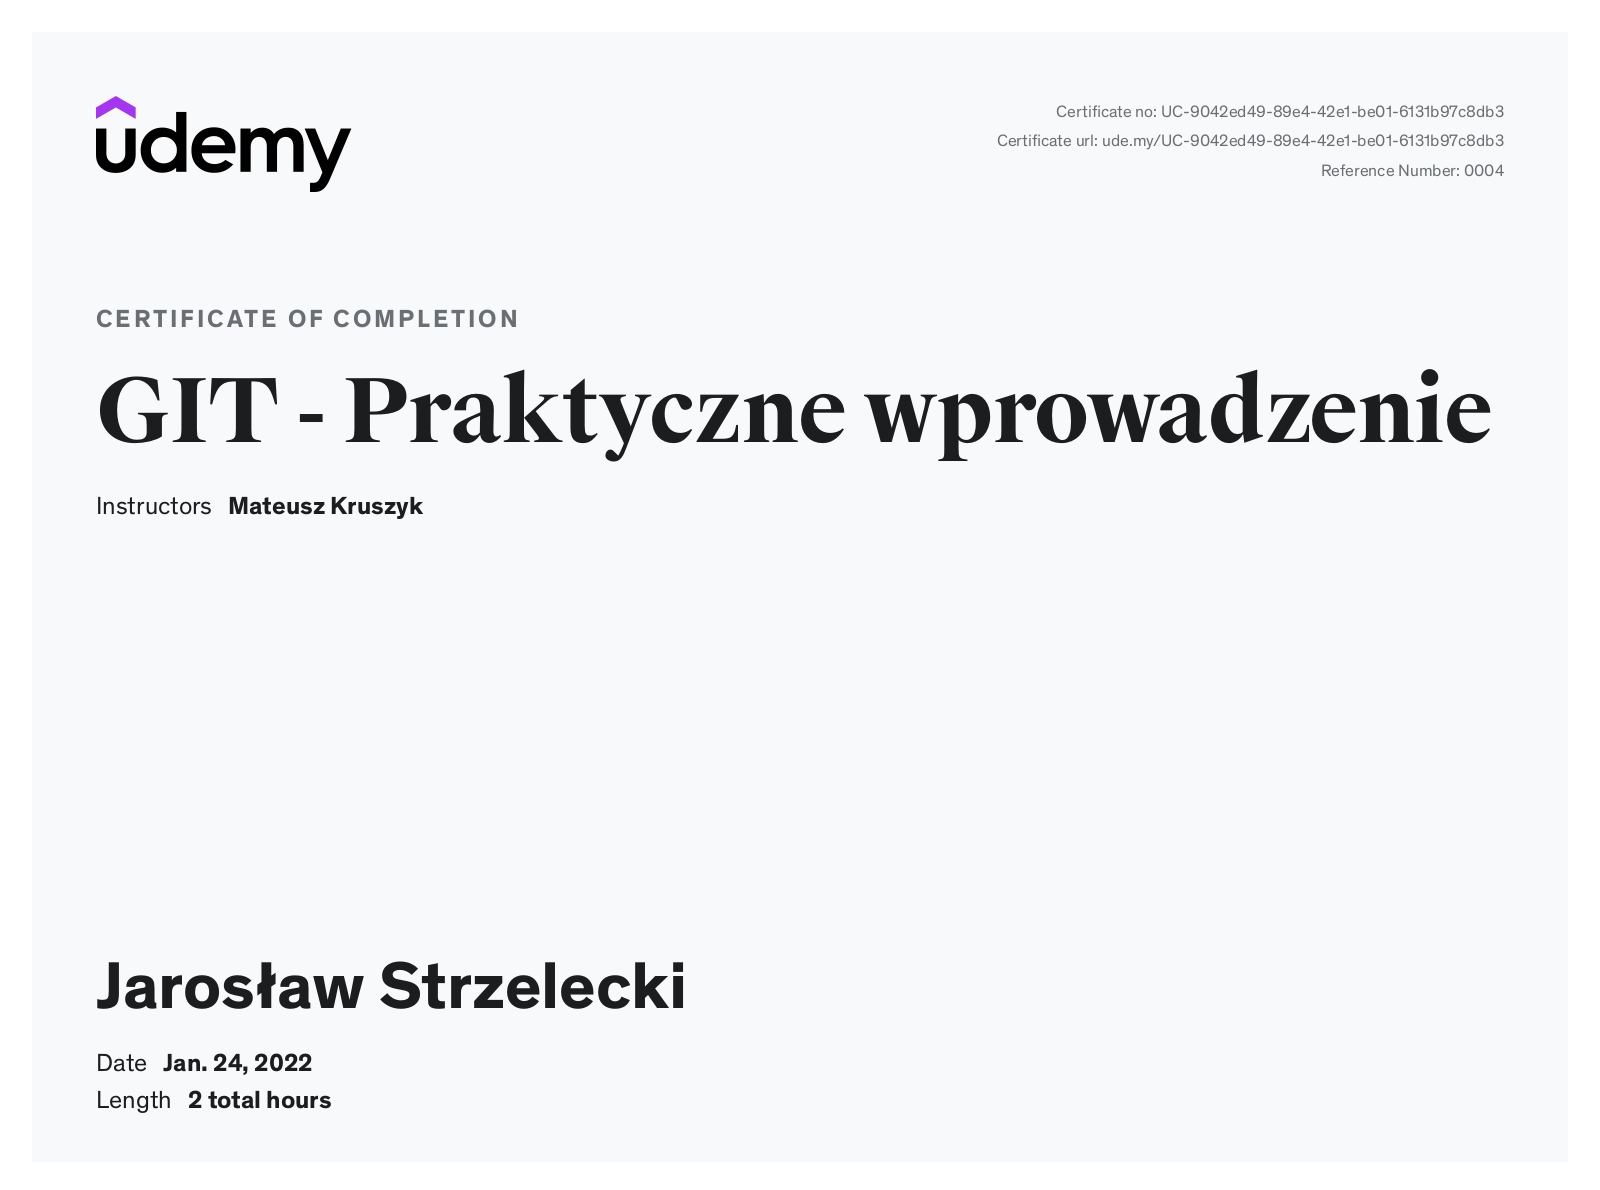 udemy
Certificate no: UC-9042ed49-89e4-42e1-be01-6131b97c8db3
Certificate url: ude.my/UC-9042ed49-89e4-42e1-be01-6131b97c8db3
Reference Number: 0004
CERTIFICATE OF COMPLETION
GIT - Praktyczne wprowadzenie
Instructors Mateusz Kruszyk
Jarosław Strzelecki
Date Jan. 24, 2022
Length 2 total hours